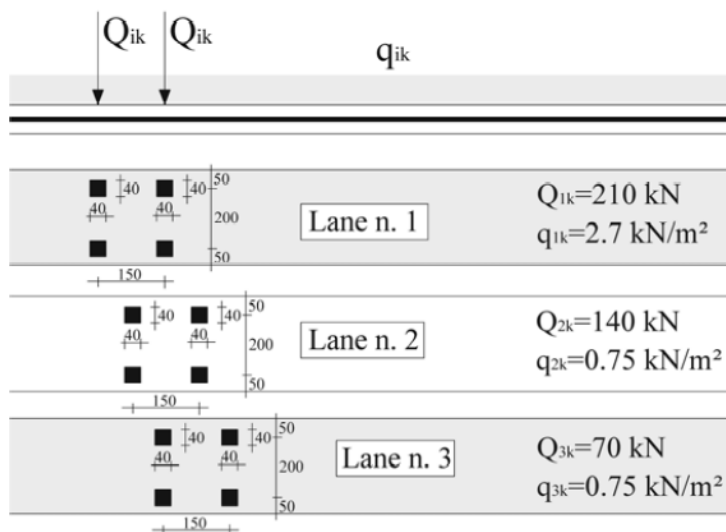 Qik Qik qik
50
40 40
40 40 200
Lane n. 1
50
150
Q1k=210 kN
q1k=2.7 kN/m²
50
40 40
40 40 200
Lane n. 2
50
150
Q2k=140 kN
q2k=0.75 kN/m²
50
40 40
40 40 200
Lane n. 3
50
150
Q3k=70 kN
q3k=0.75 kN/m²